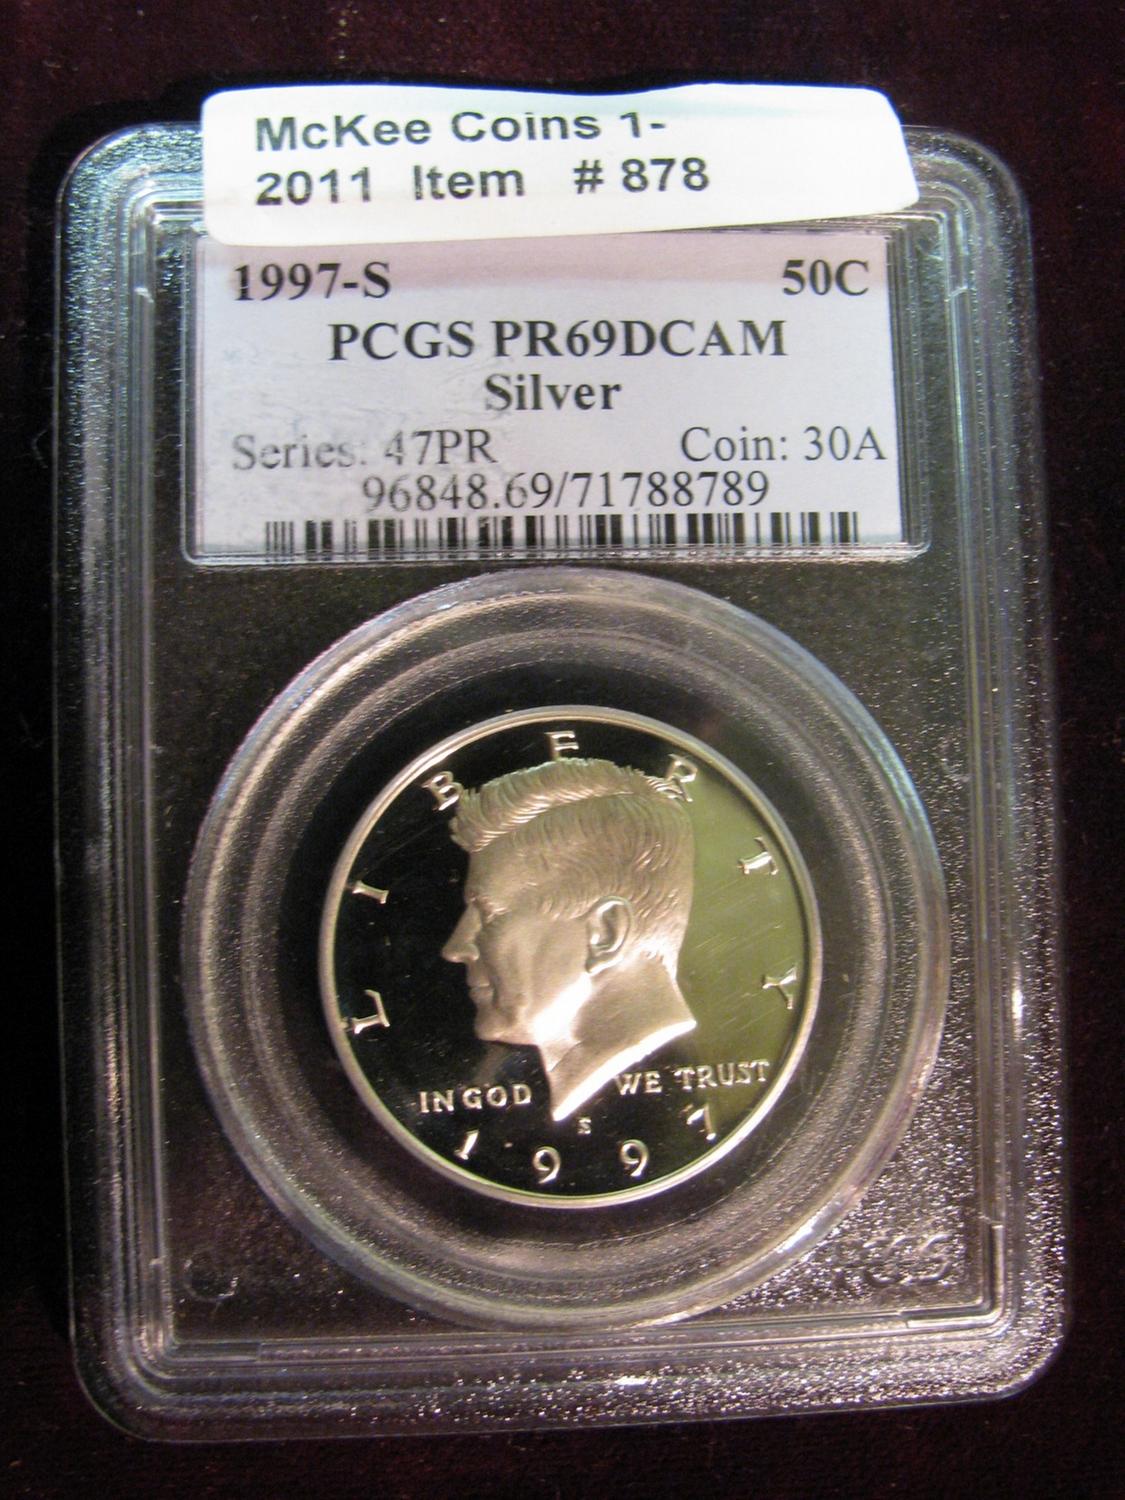 McKee Coins 1-
2011 Item # 878
1997-S 50C
PCGS PR69DCAM
Silver
Series: 47PR Coin: 30A
96848.69/71788789
LIBERTY
IN GOD WE TRUST
S
1997